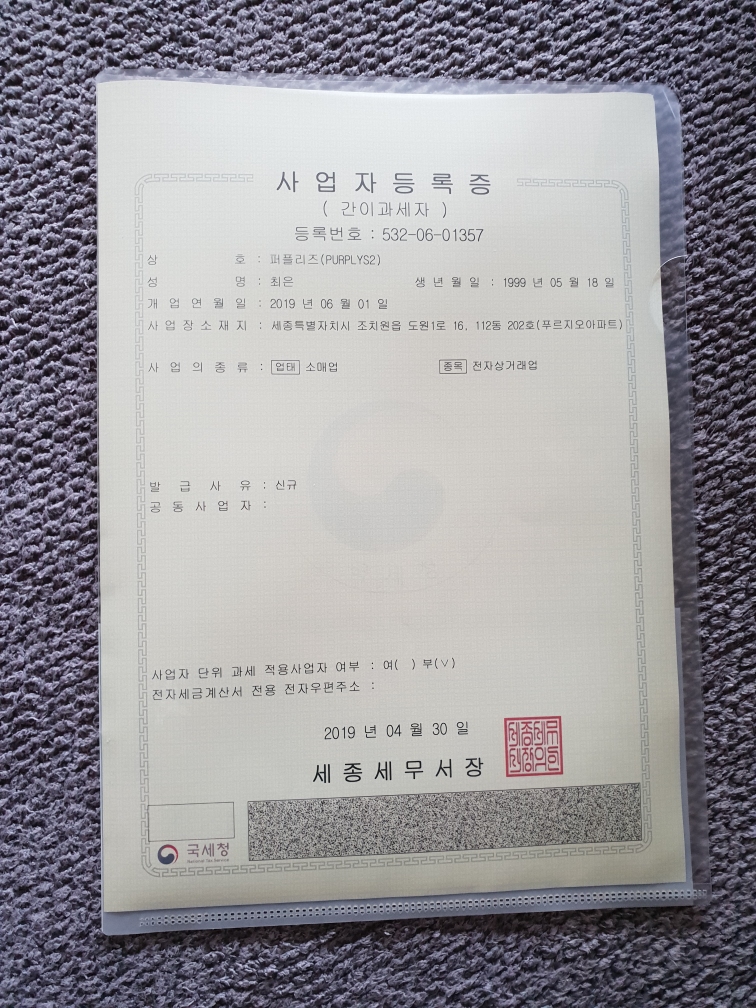 사업자등록증
( 간이과세자 )
등록번호 : 532-06-01357
상 호 : 퍼플리즈(PURPLYS2)
성 명 : 최은 생 년 월 일 : 1999 년 05 월 18 일
개 업 연 월 일 : 2019 년 06 월 01 일
사 업 장 소 재 지 : 세종특별자치시 조치원읍 도원1로 16, 112동 202호(푸르지오아파트)
사 업 의 종 류 : 업태 소매업 종목 전자상거래업
발 급 사 유 : 신규
공 동 사 업 자 :
사업자 단위 과세 적용사업자 여부 : 여( ) 부(∨)
전자세금계산서 전용 전자우편주소 :
2019 년 04 월 30 일
세종세무서장
국세청
National Tax Service